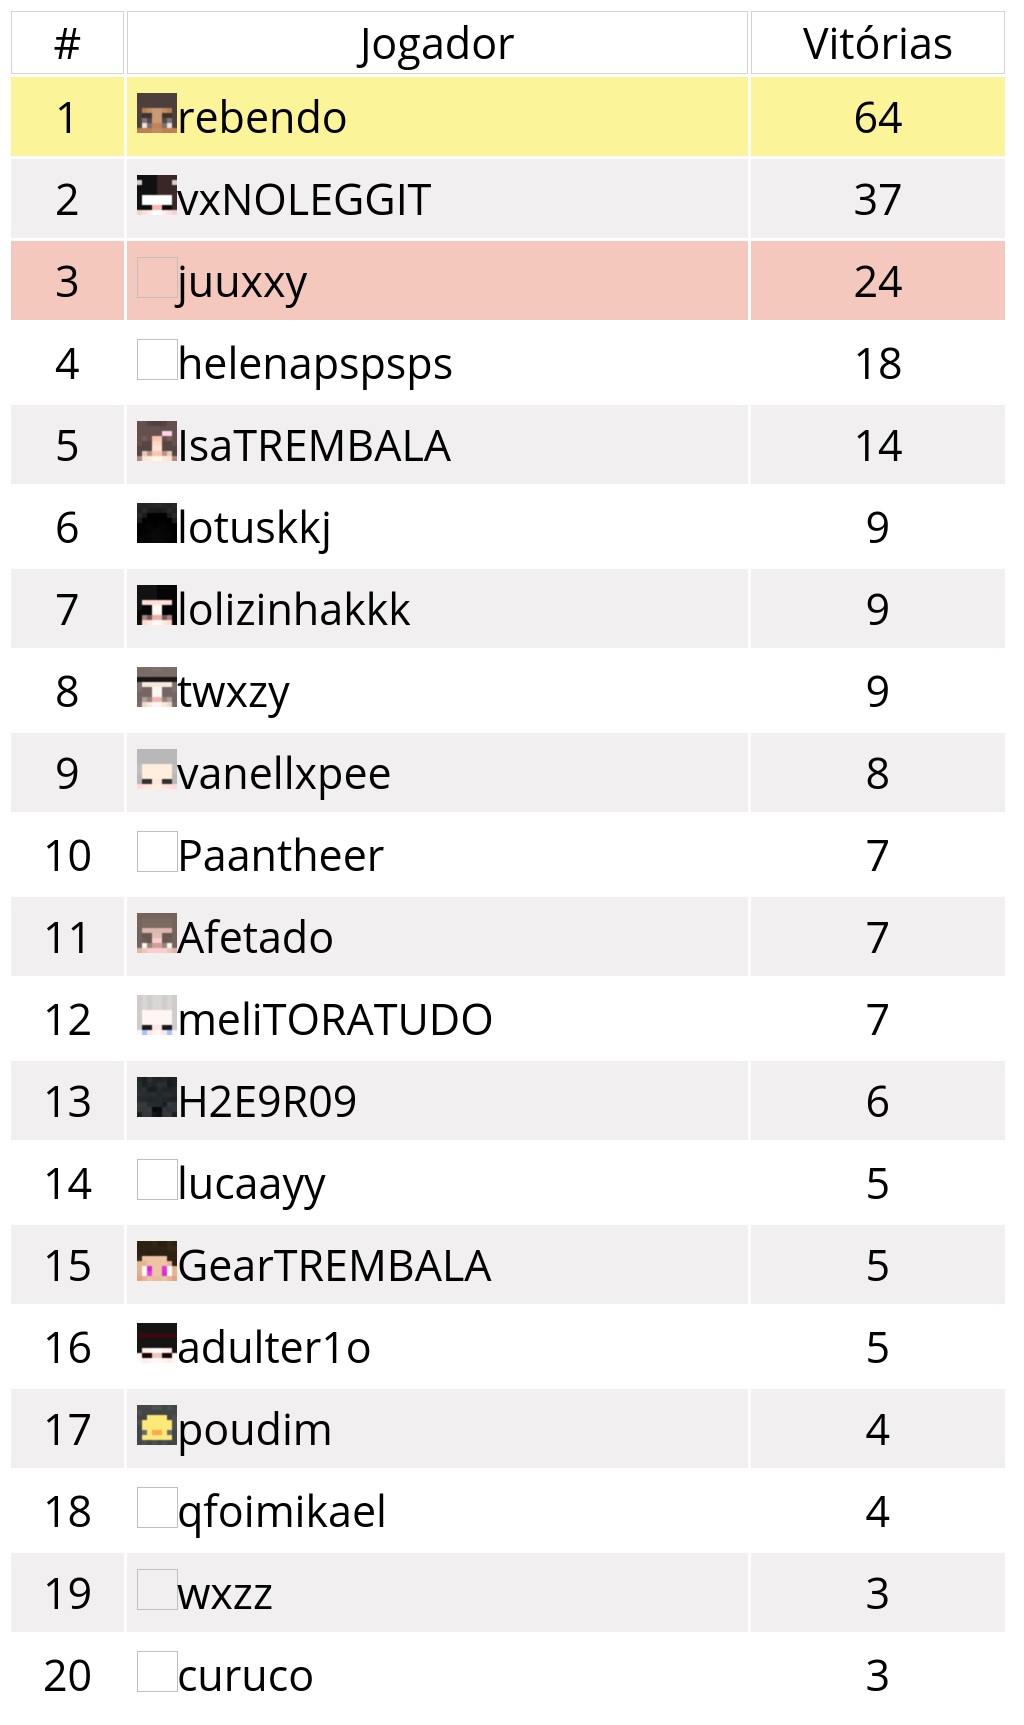 # Jogador Vitórias
1 rebendo 64
2 vxNOLEGGIT 37
3 juuxxy 24
4 helenapspsps 18
5 IsaTREMBALA 14
6 lotuskkj 9
7 lolizinhakkk 9
8 twxzy 9
9 vanellxpee 8
10 Paantheer 7
11 Afetado 7
12 meliTORATUDO 7
13 H2E9R09 6
14 lucaayy 5
15 GearTREMBALA 5
16 adulter1o 5
17 poudim 4
18 qfoimikael 4
19 wxzz 3
20 curuco 3